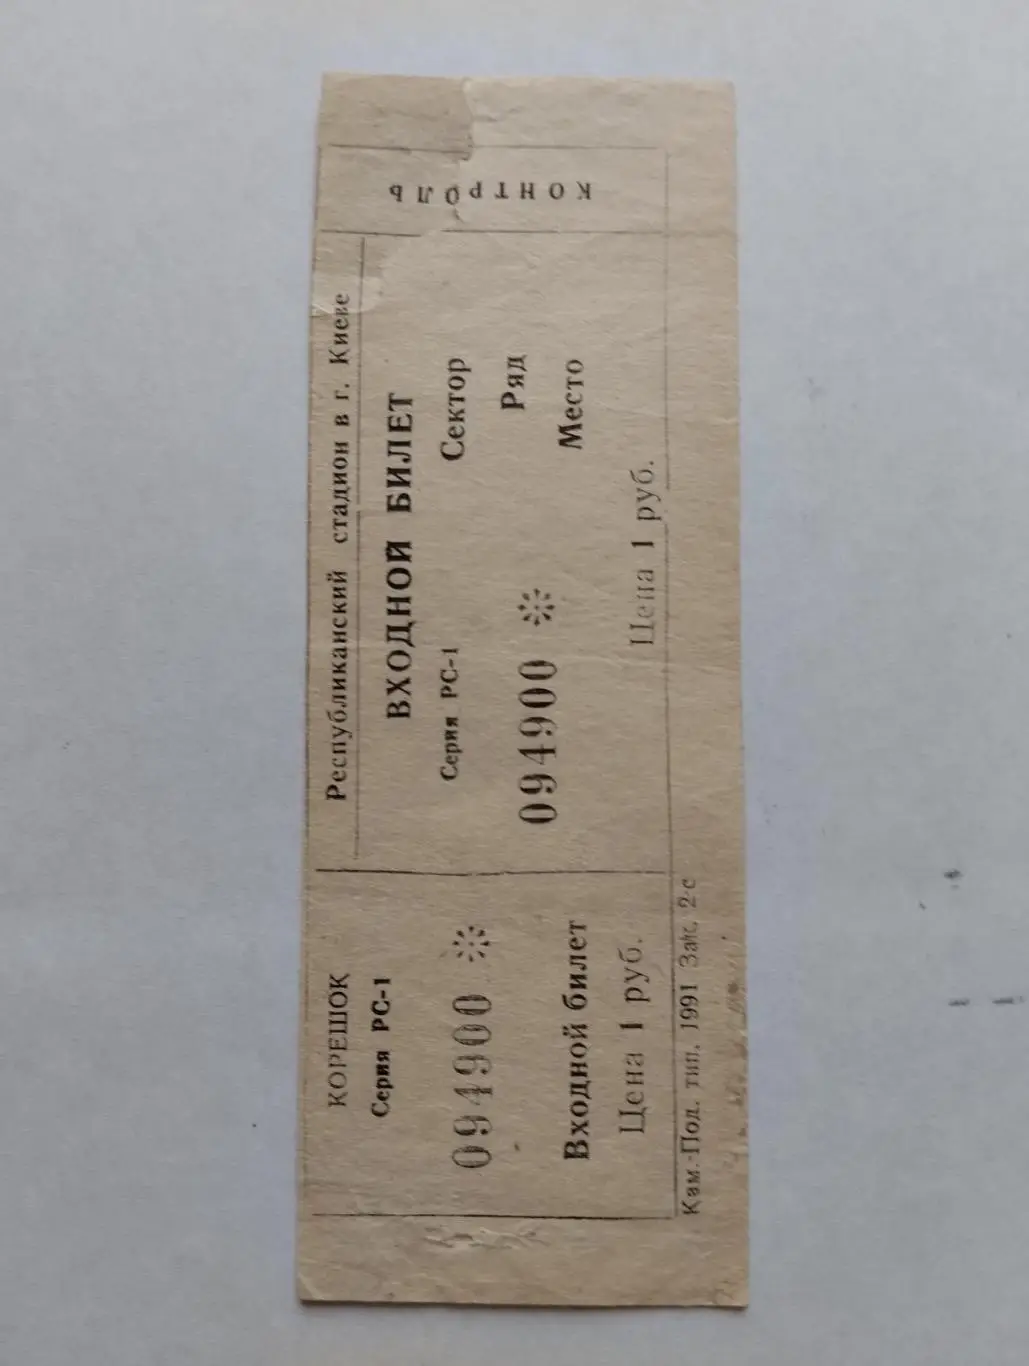 КОРЕШОК
Серия РС-1
094900
Входной билет
Цена 1 руб.
Республиканский стадион в г. Киеве
ВХОДНОЙ БИЛЕТ
Серия РС-1
Сектор
Ряд
094900
Место
Цена 1 руб.
КОНТРОЛЬ
Кам.-Под. тип. 1991 Зак. 2-с